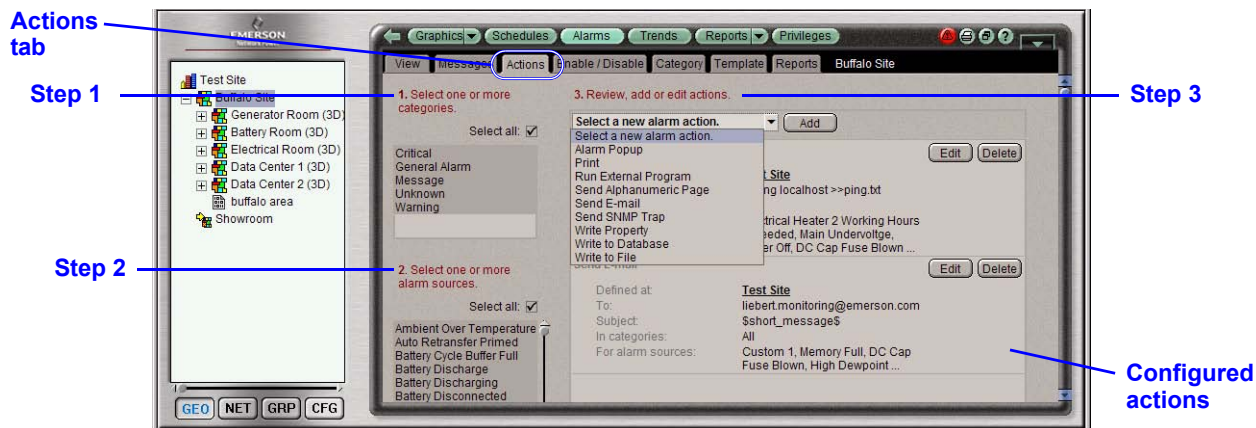 Actions
tab
Step 1
Step 2
Step 3
Configured
actions
EMERSON
Graphics Schedules Alarms Trends Reports Privileges
View Messages Actions Enable / Disable Category Template Reports Buffalo Site
Test Site
Buffalo Site
Generator Room (3D)
Battery Room (3D)
Electrical Room (3D)
Data Center 1 (3D)
Data Center 2 (3D)
buffalo area
Showroom
GEO NET GRP CFG
1. Select one or more
categories.
Select all:
Critical
General Alarm
Message
Unknown
Warning
2. Select one or more
alarm sources.
Select all:
Ambient Over Temperature
Auto Retransfer Primed
Battery Cycle Buffer Full
Battery Discharge
Battery Discharging
Battery Disconnected
3. Review, add or edit actions.
Select a new alarm action. Add
Select a new alarm action.
Alarm Popup
Print
Run External Program
Send Alphanumeric Page
Send E-mail
Send SNMP Trap
Write Property
Write to Database
Write to File
Edit Delete
t Site
ng localhost >>ping.txt
ctrical Heater 2 Working Hours
eeded, Main Undervoltge,
er Off, DC Cap Fuse Blown ...
Send E-mail
Edit Delete
Defined at: Test Site
To: liebert.monitoring@emerson.com
Subject: $short_message$
In categories: All
For alarm sources: Custom 1, Memory Full, DC Cap
Fuse Blown, High Dewpoint ...